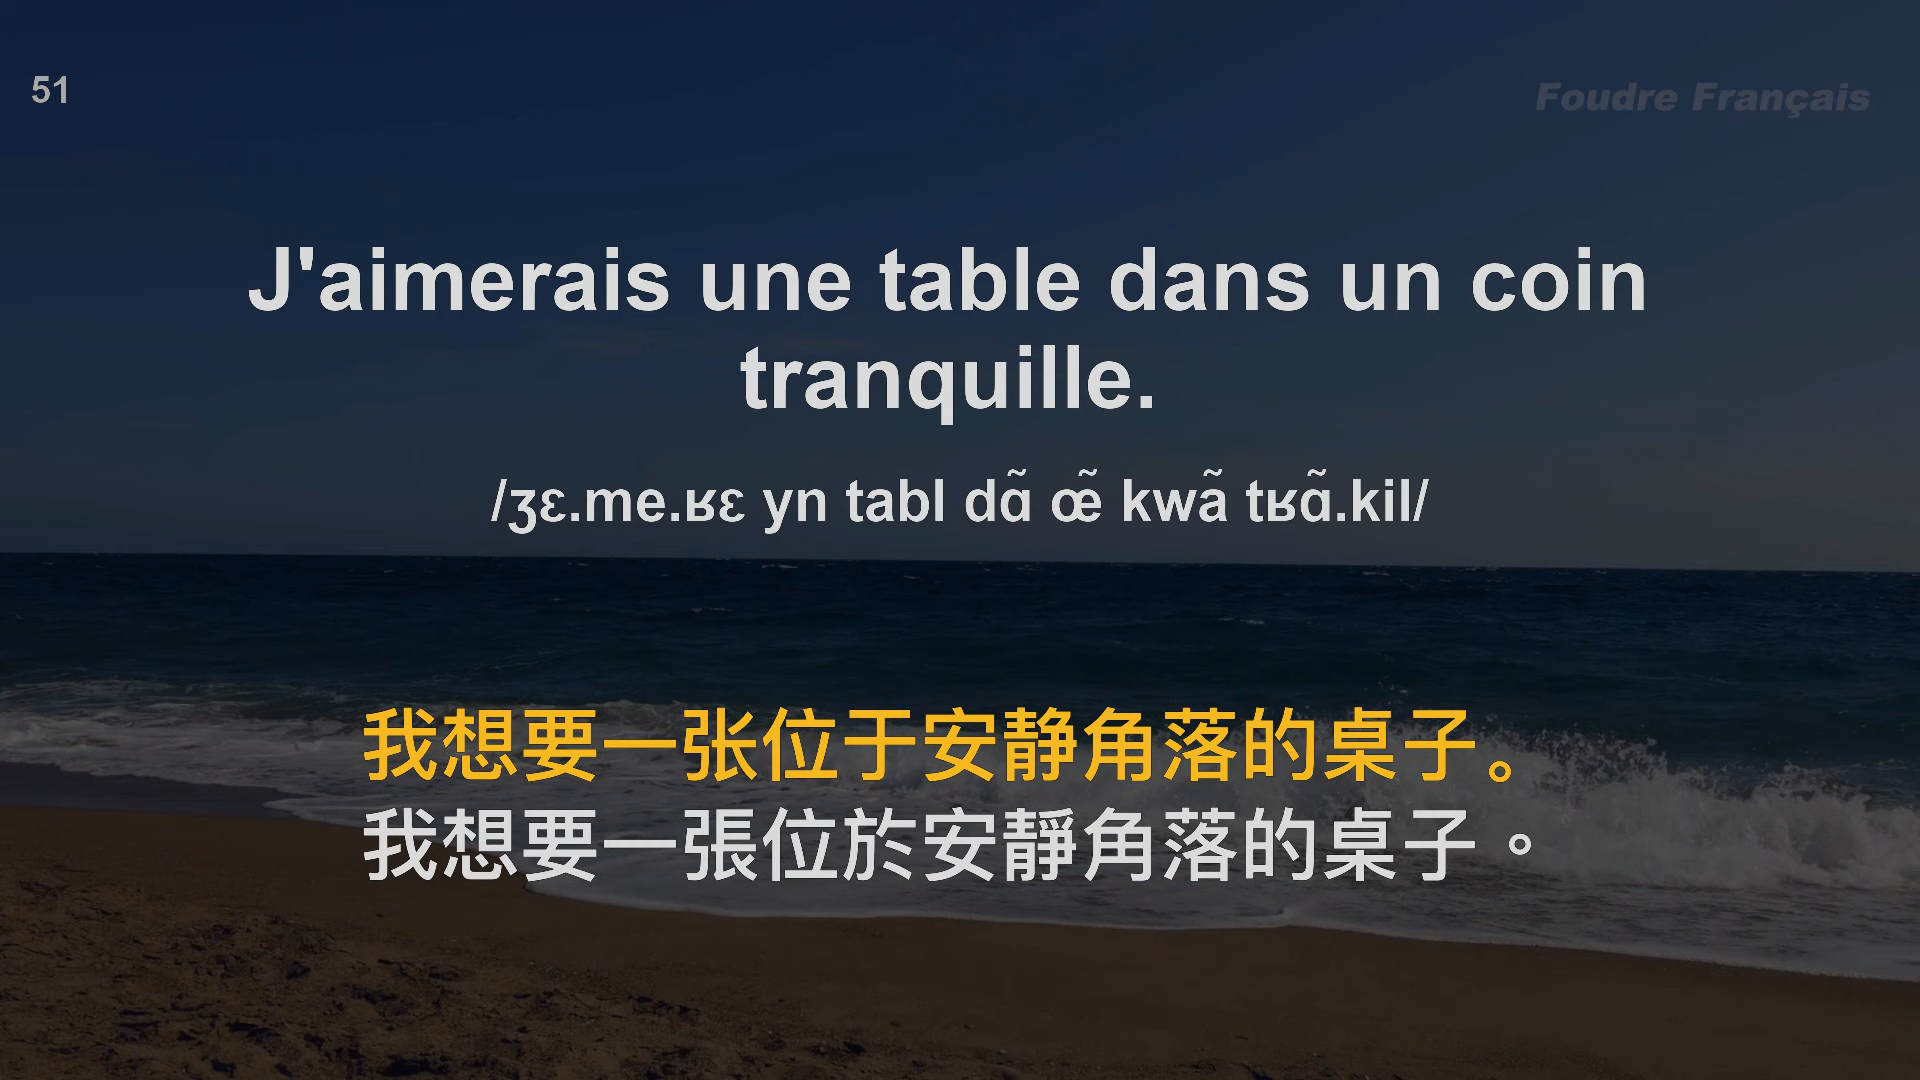 51
Foudre Français
J'aimerais une table dans un coin
tranquille.
/ʒɛ.me.ʁɛ yn tabl dɑ̃ œ̃ kwã tʁɑ̃.kil/
我想要一张位于安静角落的桌子。
我想要一張位於安靜角落的桌子。